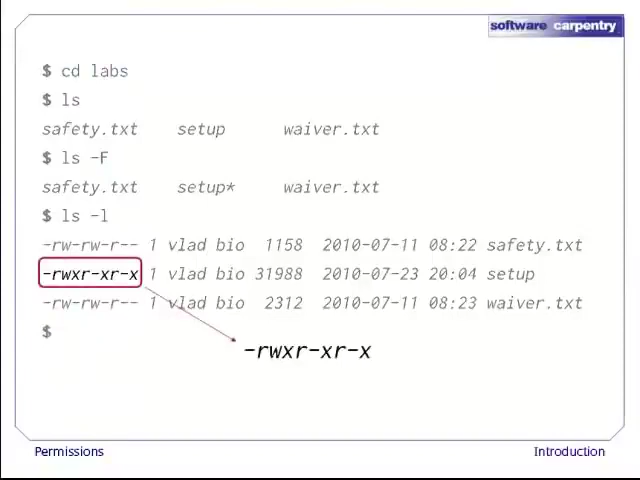 software carpentry
$ cd labs
$ ls
safety.txt setup waiver.txt
$ ls -F
safety.txt setup* waiver.txt
$ ls -l
-rw-rw-r-- 1 vlad bio 1158 2010-07-11 08:22 safety.txt
-rwxr-xr-x 1 vlad bio 31988 2010-07-23 20:04 setup
-rw-rw-r-- 1 vlad bio 2312 2010-07-11 08:23 waiver.txt
$
-rwxr-xr-x
Permissions Introduction